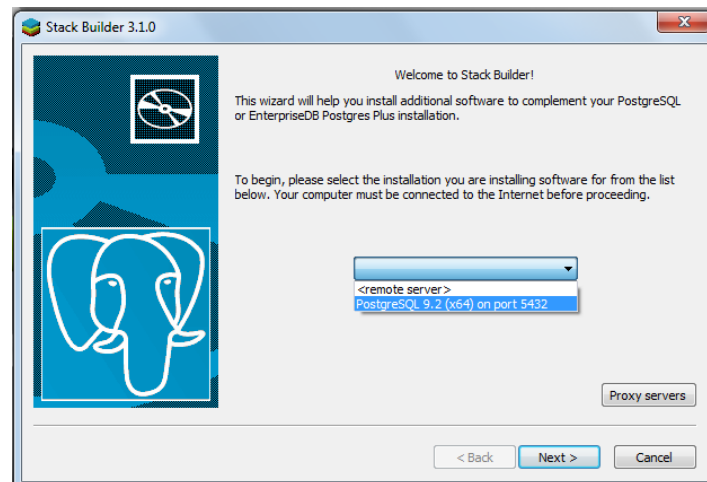 Stack Builder 3.1.0
Welcome to Stack Builder!
This wizard will help you install additional software to complement your PostgreSQL
or EnterpriseDB Postgres Plus installation.
To begin, please select the installation you are installing software for from the list
below. Your computer must be connected to the Internet before proceeding.
<remote server>
PostgreSQL 9.2 (x64) on port 5432
Proxy servers
< Back
Next >
Cancel